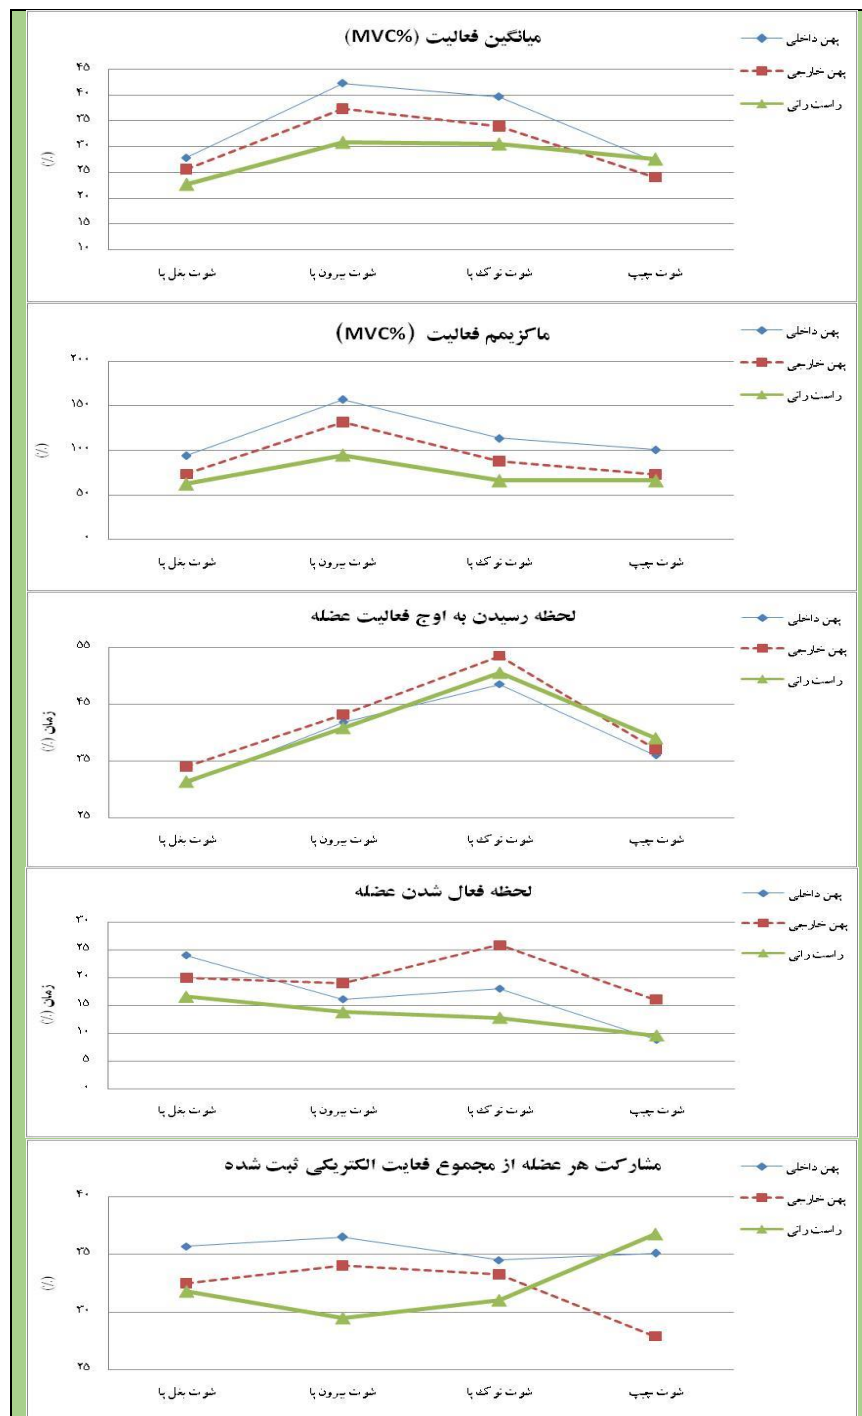 میانگین فعالیت (MVC%)
پهن داخلی
پهن خارجی
راست رانی
(٪)
۴۵
۴۰
۳۵
۳۰
۲۵
۲۰
۱۵
۱۰
شوت بغل پا
شوت بیرون پا
شوت نوک پا
شوت چیپ
ماکزیمم فعالیت (MVC%)
پهن داخلی
پهن خارجی
راست رانی
(٪)
۲۰۰
۱۵۰
۱۰۰
۵۰
۰
شوت بغل پا
شوت بیرون پا
شوت نوک پا
شوت چیپ
لحظه رسیدن به اوج فعالیت عضله
پهن داخلی
پهن خارجی
راست رانی
زمان (٪)
۵۵
۴۵
۳۵
۲۵
شوت بغل پا
شوت بیرون پا
شوت نوک پا
شوت چیپ
لحظه فعال شدن عضله
پهن داخلی
پهن خارجی
راست رانی
زمان (٪)
۳۰
۲۵
۲۰
۱۵
۱۰
۵
۰
شوت بغل پا
شوت بیرون پا
شوت نوک پا
شوت چیپ
مشارکت هر عضله از مجموع فعایت الکتریکی ثبت شده
پهن داخلی
پهن خارجی
راست رانی
(٪)
۴۰
۳۵
۳۰
۲۵
شوت بغل پا
شوت بیرون پا
شوت نوک پا
شوت چیپ